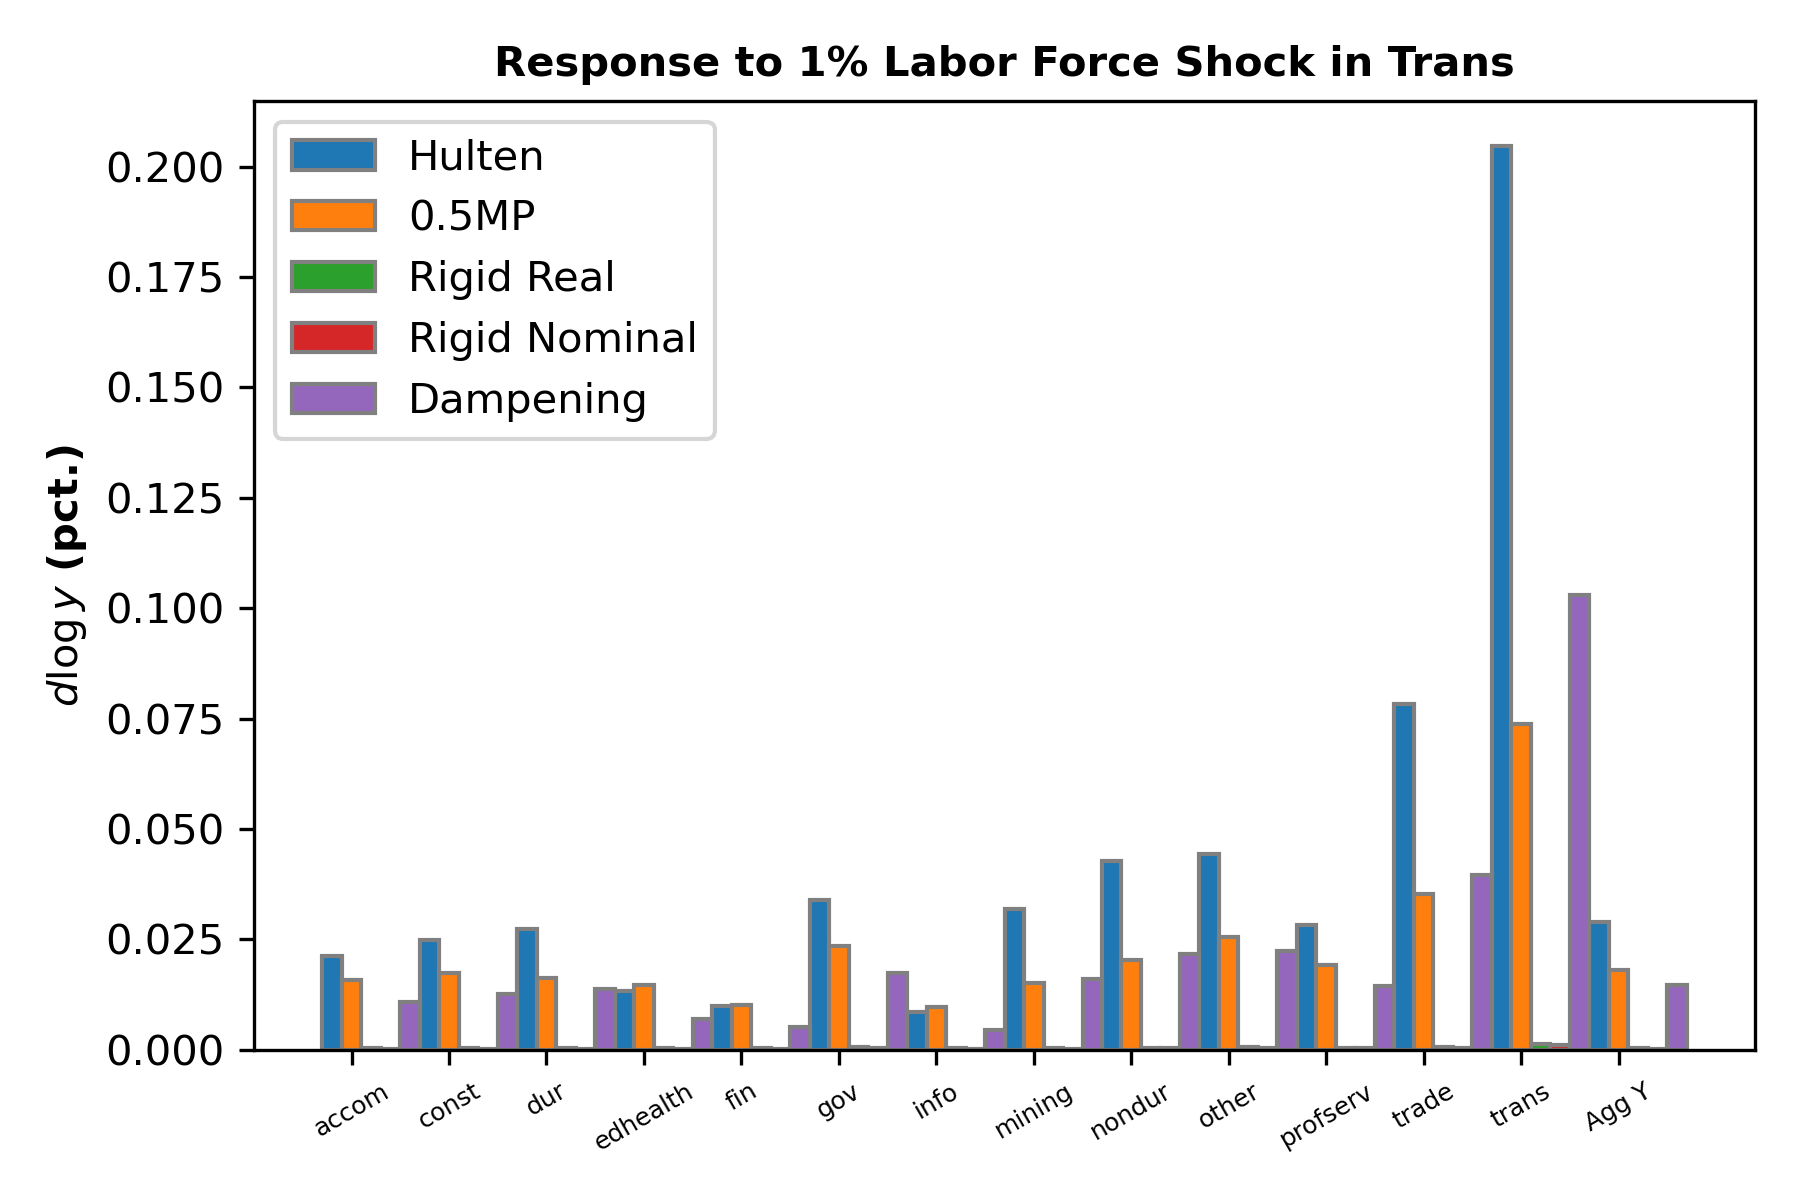 Response to 1% Labor Force Shock in Trans
Hulten
0.5MP
Rigid Real
Rigid Nominal
Dampening
dlog y (pct.)
0.200
0.175
0.150
0.125
0.100
0.075
0.050
0.025
0.000
accom
const
dur
edhealth
fin
gov
info
mining
nondur
other
profserv
trade
trans
Agg Y